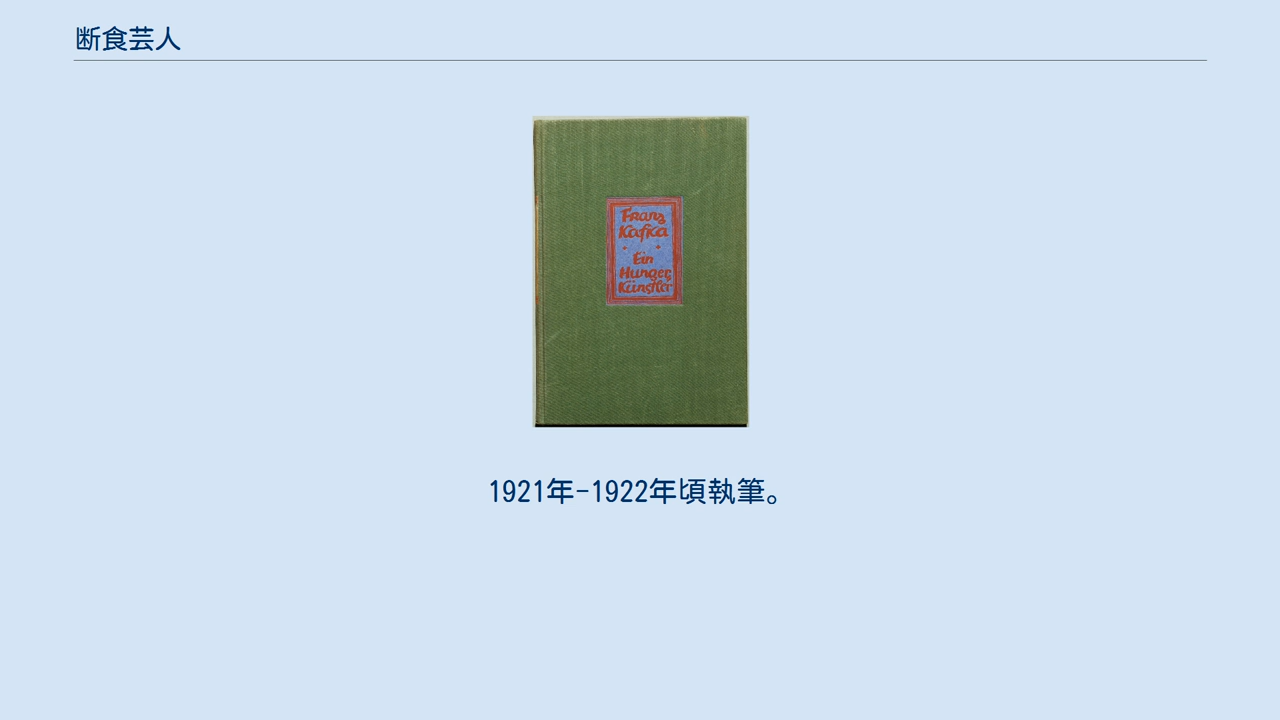 断食芸人
Franz
Kafka
Ein
Hunger
Künstler
1921年-1922年頃執筆。